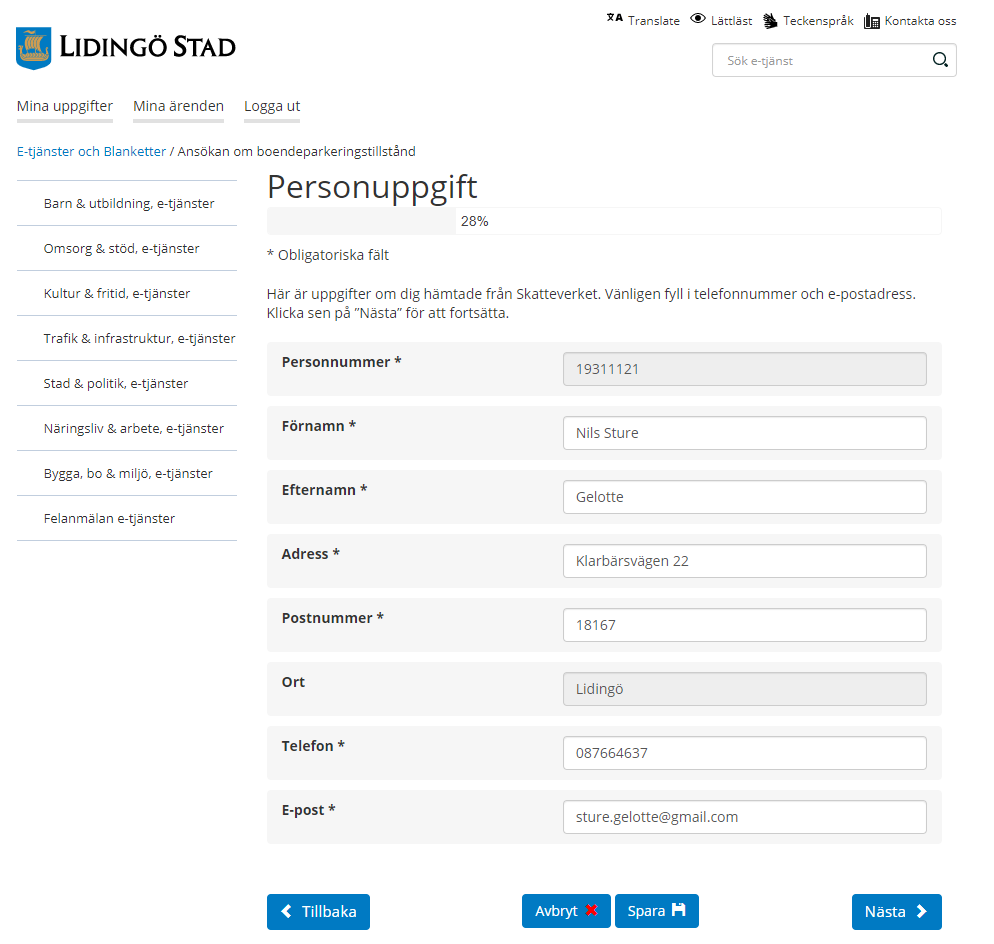 Translate Lättläst Teckenspråk Kontakta oss
LIDINGÖ STAD
Sök e-tjänst
Mina uppgifter Mina ärenden Logga ut
E-tjänster och Blanketter / Ansökan om boendeparkeringstillstånd
Barn & utbildning, e-tjänster
Omsorg & stöd, e-tjänster
Kultur & fritid, e-tjänster
Trafik & infrastruktur, e-tjänster
Stad & politik, e-tjänster
Näringsliv & arbete, e-tjänster
Bygga, bo & miljö, e-tjänster
Felanmälan e-tjänster
Personuppgift
28%
* Obligatoriska fält
Här är uppgifter om dig hämtade från Skatteverket. Vänligen fyll i telefonnummer och e-postadress.
Klicka sen på ”Nästa” för att fortsätta.
Personnummer * 19311121
Förnamn * Nils Sture
Efternamn * Gelotte
Adress * Klarbärsvägen 22
Postnummer * 18167
Ort Lidingö
Telefon * 087664637
E-post * sture.gelotte@gmail.com
Tillbaka Avbryt Spara Nästa